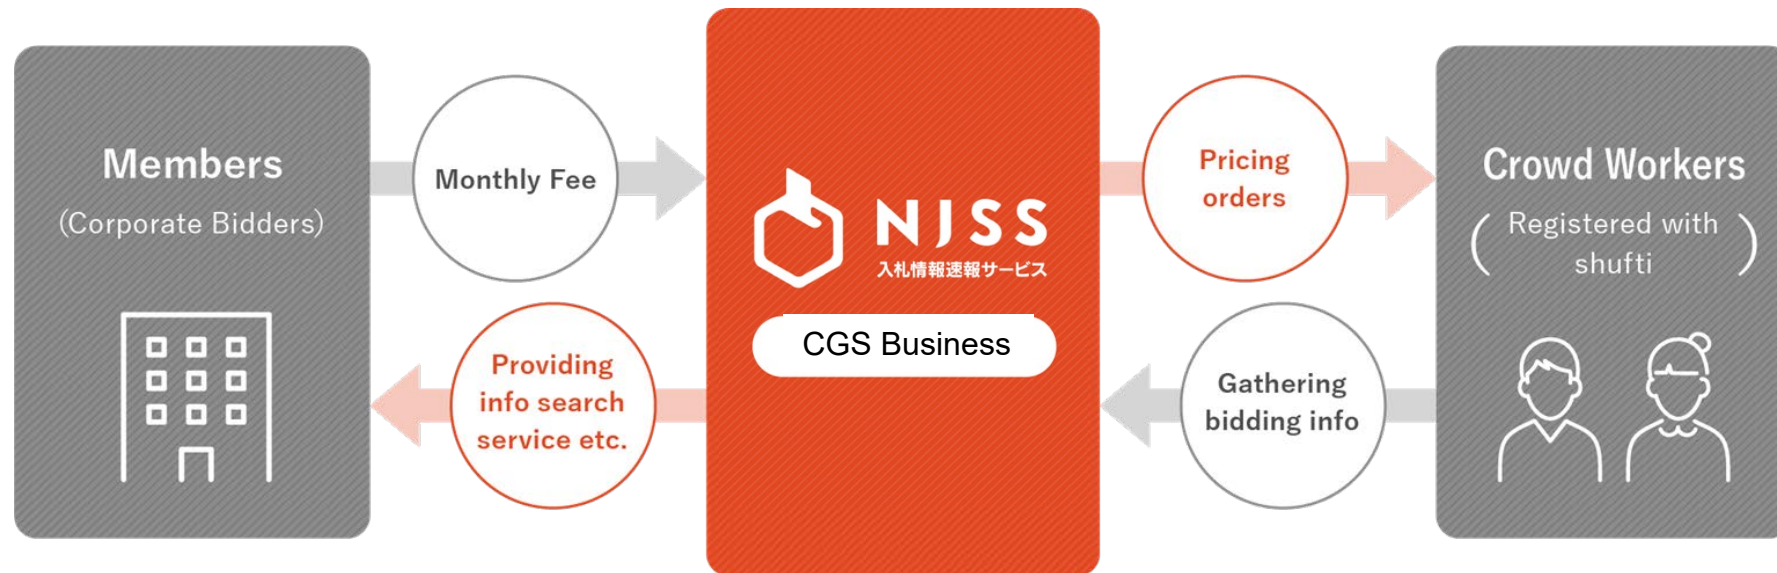 Members
(Corporate Bidders)
Monthly Fee
Providing
info search
service etc.
NJSS
入札情報速報サービス
CGS Business
Pricing
orders
Gathering
bidding info
Crowd Workers
(Registered with
shufti)